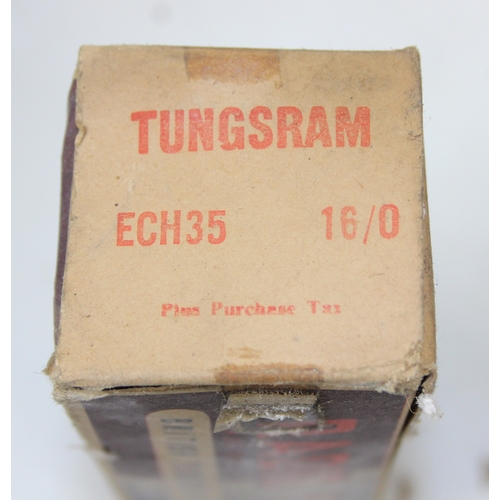 TUNGSRAM
ECH35 16/0
Plus Purchase Tax